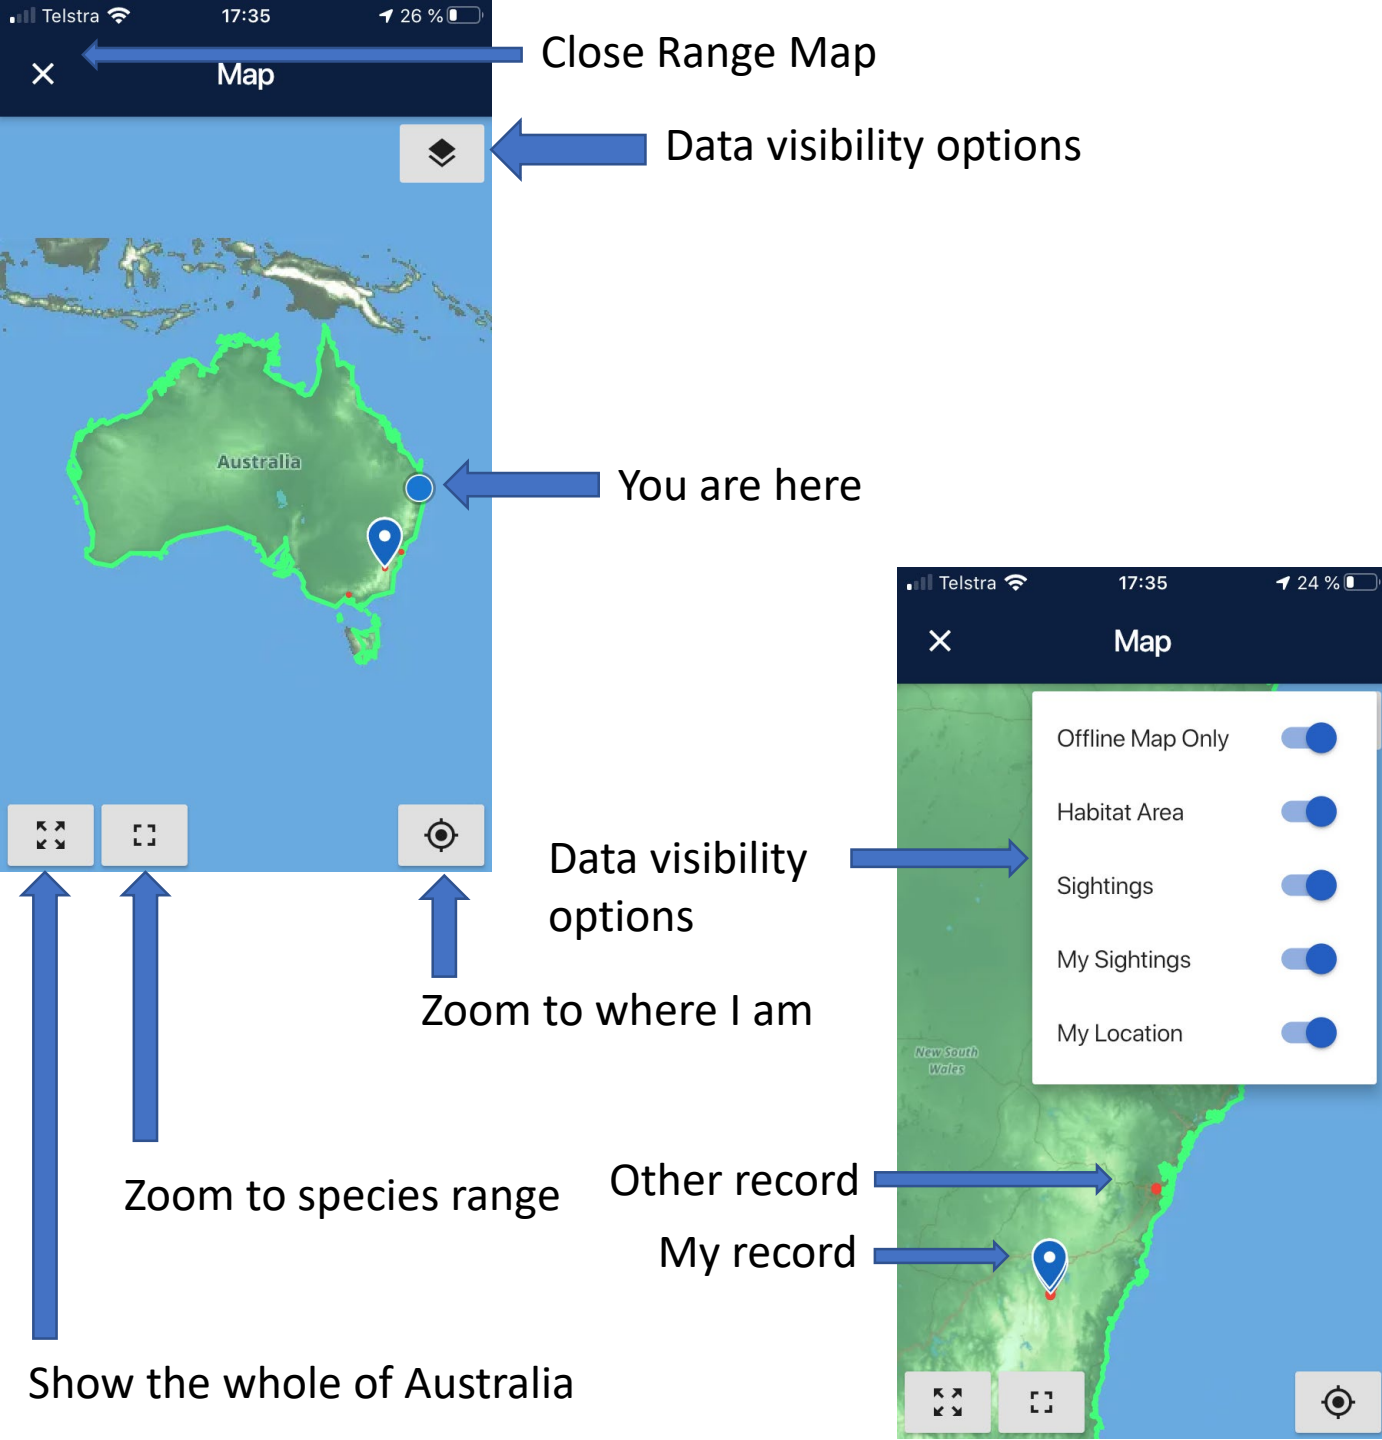 Telstra 17:35 26 %
Close Range Map
Map
Data visibility options
Australia
You are here
Telstra 17:35 24 %
Map
Offline Map Only
Habitat Area
Data visibility
options
Sightings
My Sightings
Zoom to where I am
My Location
New South
Wales
Other record
Zoom to species range
My record
Show the whole of Australia